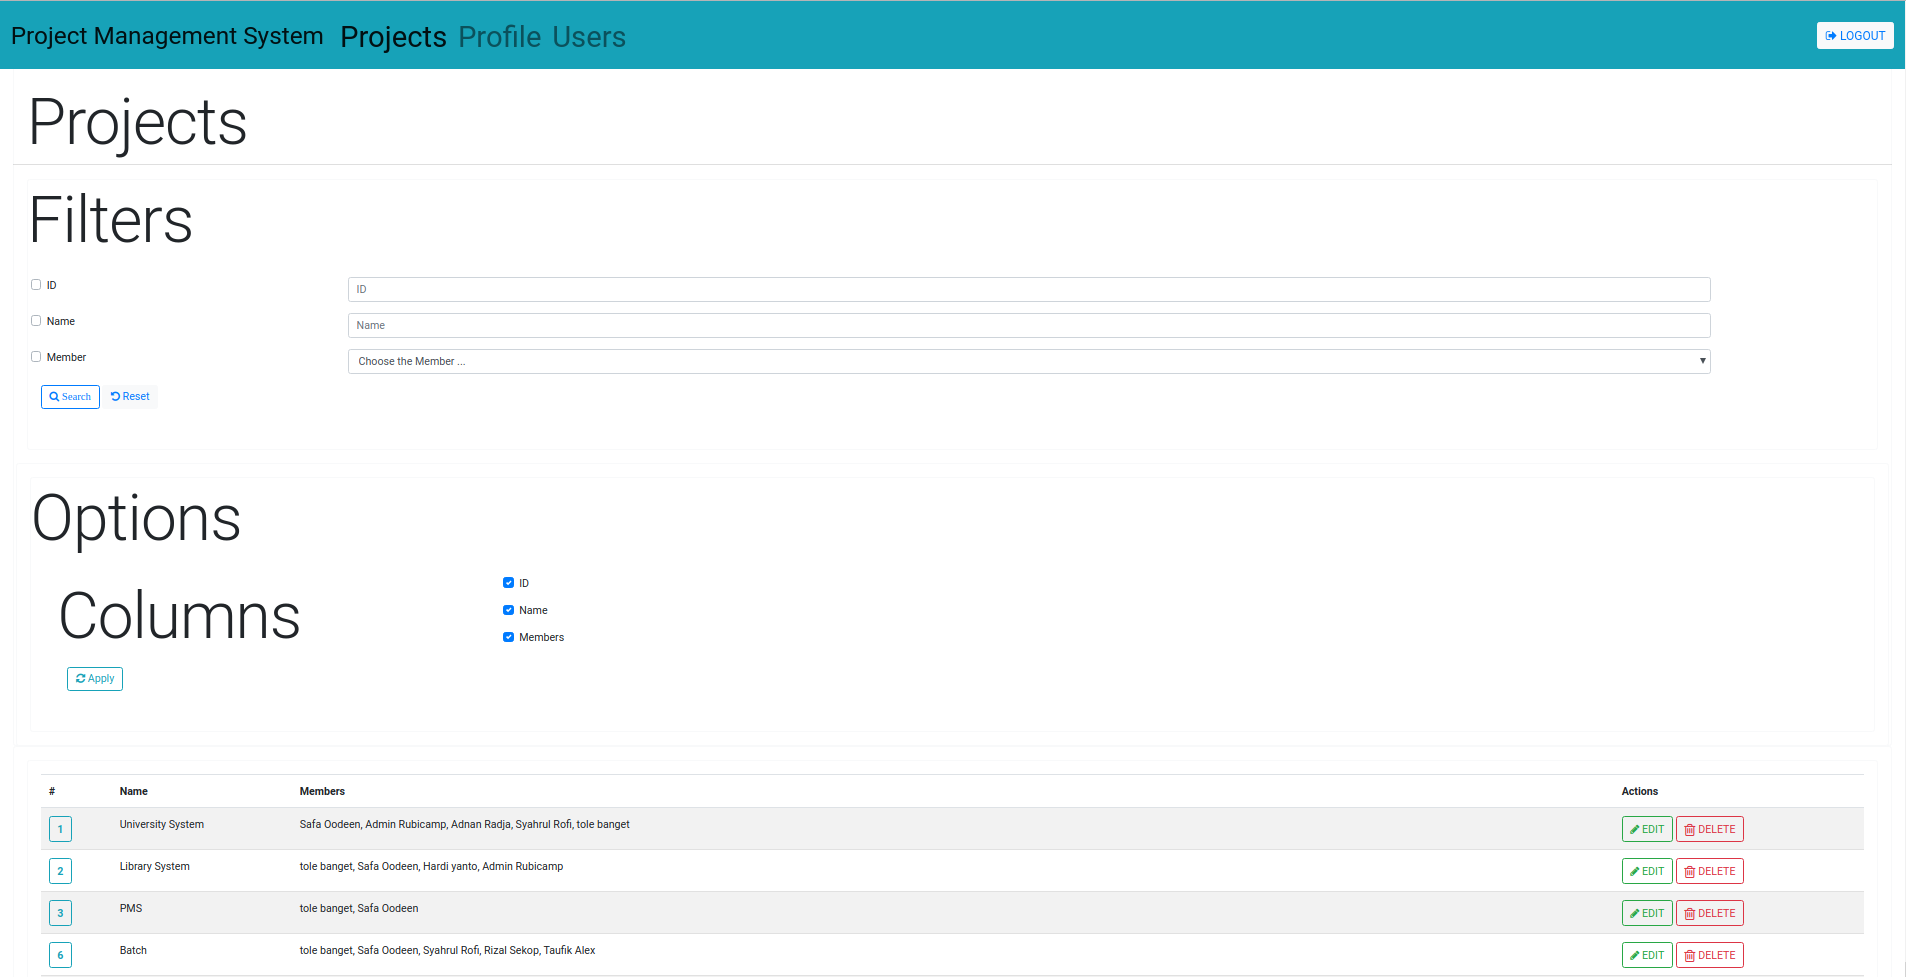 Project Management System Projects Profile Users LOGOUT
Projects
Filters
ID ID
Name Name
Member Choose the Member ...
Search Reset
Options
Columns
ID
Name
Members
Apply
# Name Members Actions
1 University System Safa Oodeen, Admin Rubicamp, Adnan Radja, Syahrul Rofi, tole banget EDIT DELETE
2 Library System tole banget, Safa Oodeen, Hardi yanto, Admin Rubicamp EDIT DELETE
3 PMS tole banget, Safa Oodeen EDIT DELETE
6 Batch tole banget, Safa Oodeen, Syahrul Rofi, Rizal Sekop, Taufik Alex EDIT DELETE